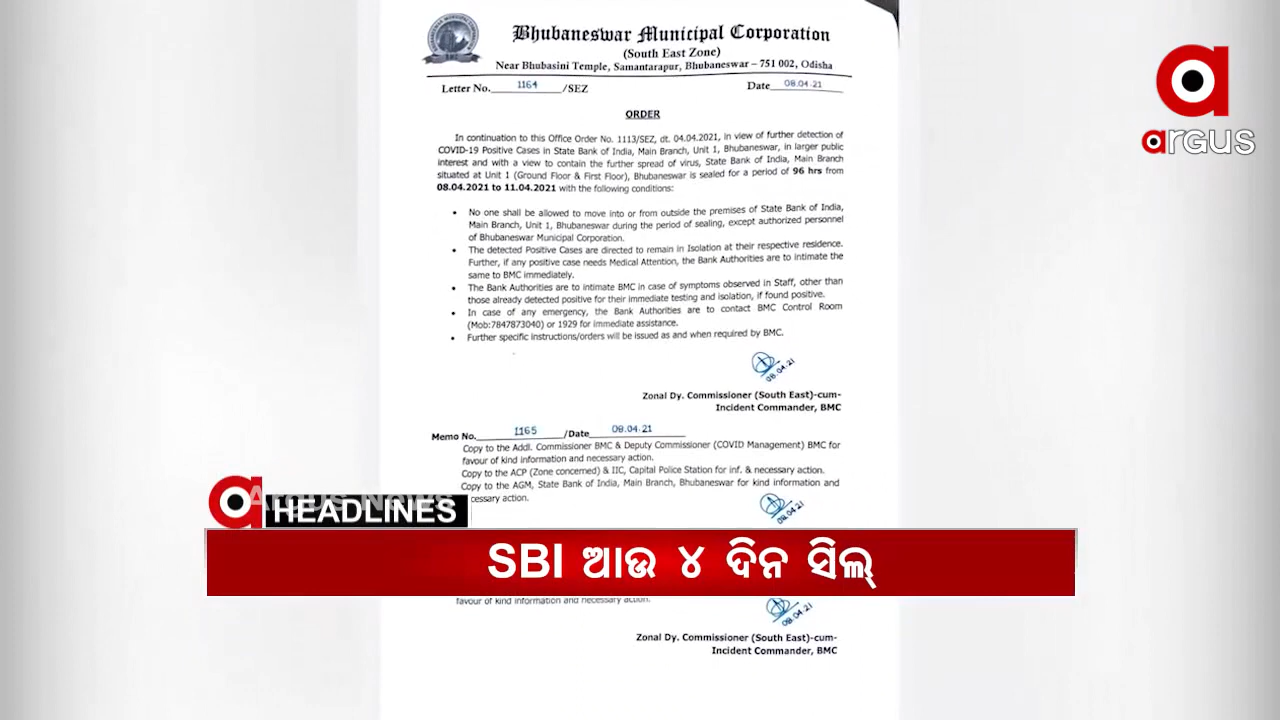 Bhubaneswar Municipal Corporation
(South East Zone)
Near Bhubasini Temple, Samantarapur, Bhubaneswar – 751 002, Odisha
Letter No. 1164 /SEZ Date 08.04.21
ORDER
In continuation to this Office Order No. 1113/SEZ, dt. 04.04.2021, in view of further detection of
COVID-19 Positive Cases in State Bank of India, Main Branch, Unit 1, Bhubaneswar, in larger public
interest and with a view to contain the further spread of virus, State Bank of India, Main Branch
situated at Unit 1 (Ground Floor & First Floor), Bhubaneswar is sealed for a period of 96 hrs from
08.04.2021 to 11.04.2021 with the following conditions:
• No one shall be allowed to move into or from outside the premises of State Bank of India,
Main Branch, Unit 1, Bhubaneswar during the period of sealing, except authorized personnel
of Bhubaneswar Municipal Corporation.
• The detected Positive Cases are directed to remain in Isolation at their respective residence.
Further, if any positive case needs Medical Attention, the Bank Authorities are to intimate the
same to BMC immediately.
• The Bank Authorities are to intimate BMC in case of symptoms observed in Staff, other than
those already detected positive for their immediate testing and isolation, if found positive.
• In case of any emergency, the Bank Authorities are to contact BMC Control Room
(Mob:7847873040) or 1929 for immediate assistance.
• Further specific instructions/orders will be issued as and when required by BMC.
08.04.21
Zonal Dy. Commissioner (South East)-cum-
Incident Commander, BMC
Memo No. 1165 /Date 08.04.21
Copy to the Addl. Commissioner BMC & Deputy Commissioner (COVID Management) BMC for
favour of kind information and necessary action.
Copy to the ACP (Zone concerned) & IIC, Capital Police Station for inf. & necessary action.
Copy to the AGM, State Bank of India, Main Branch, Bhubaneswar for kind information and
cessary action.
08.04.21
favour of kind information and necessary action.
08.04.21
Zonal Dy. Commissioner (South East)-cum-
Incident Commander, BMC
argus
Argus News
HEADLINES
SBI ଆଉ ୪ ଦିନ ସିଲ୍